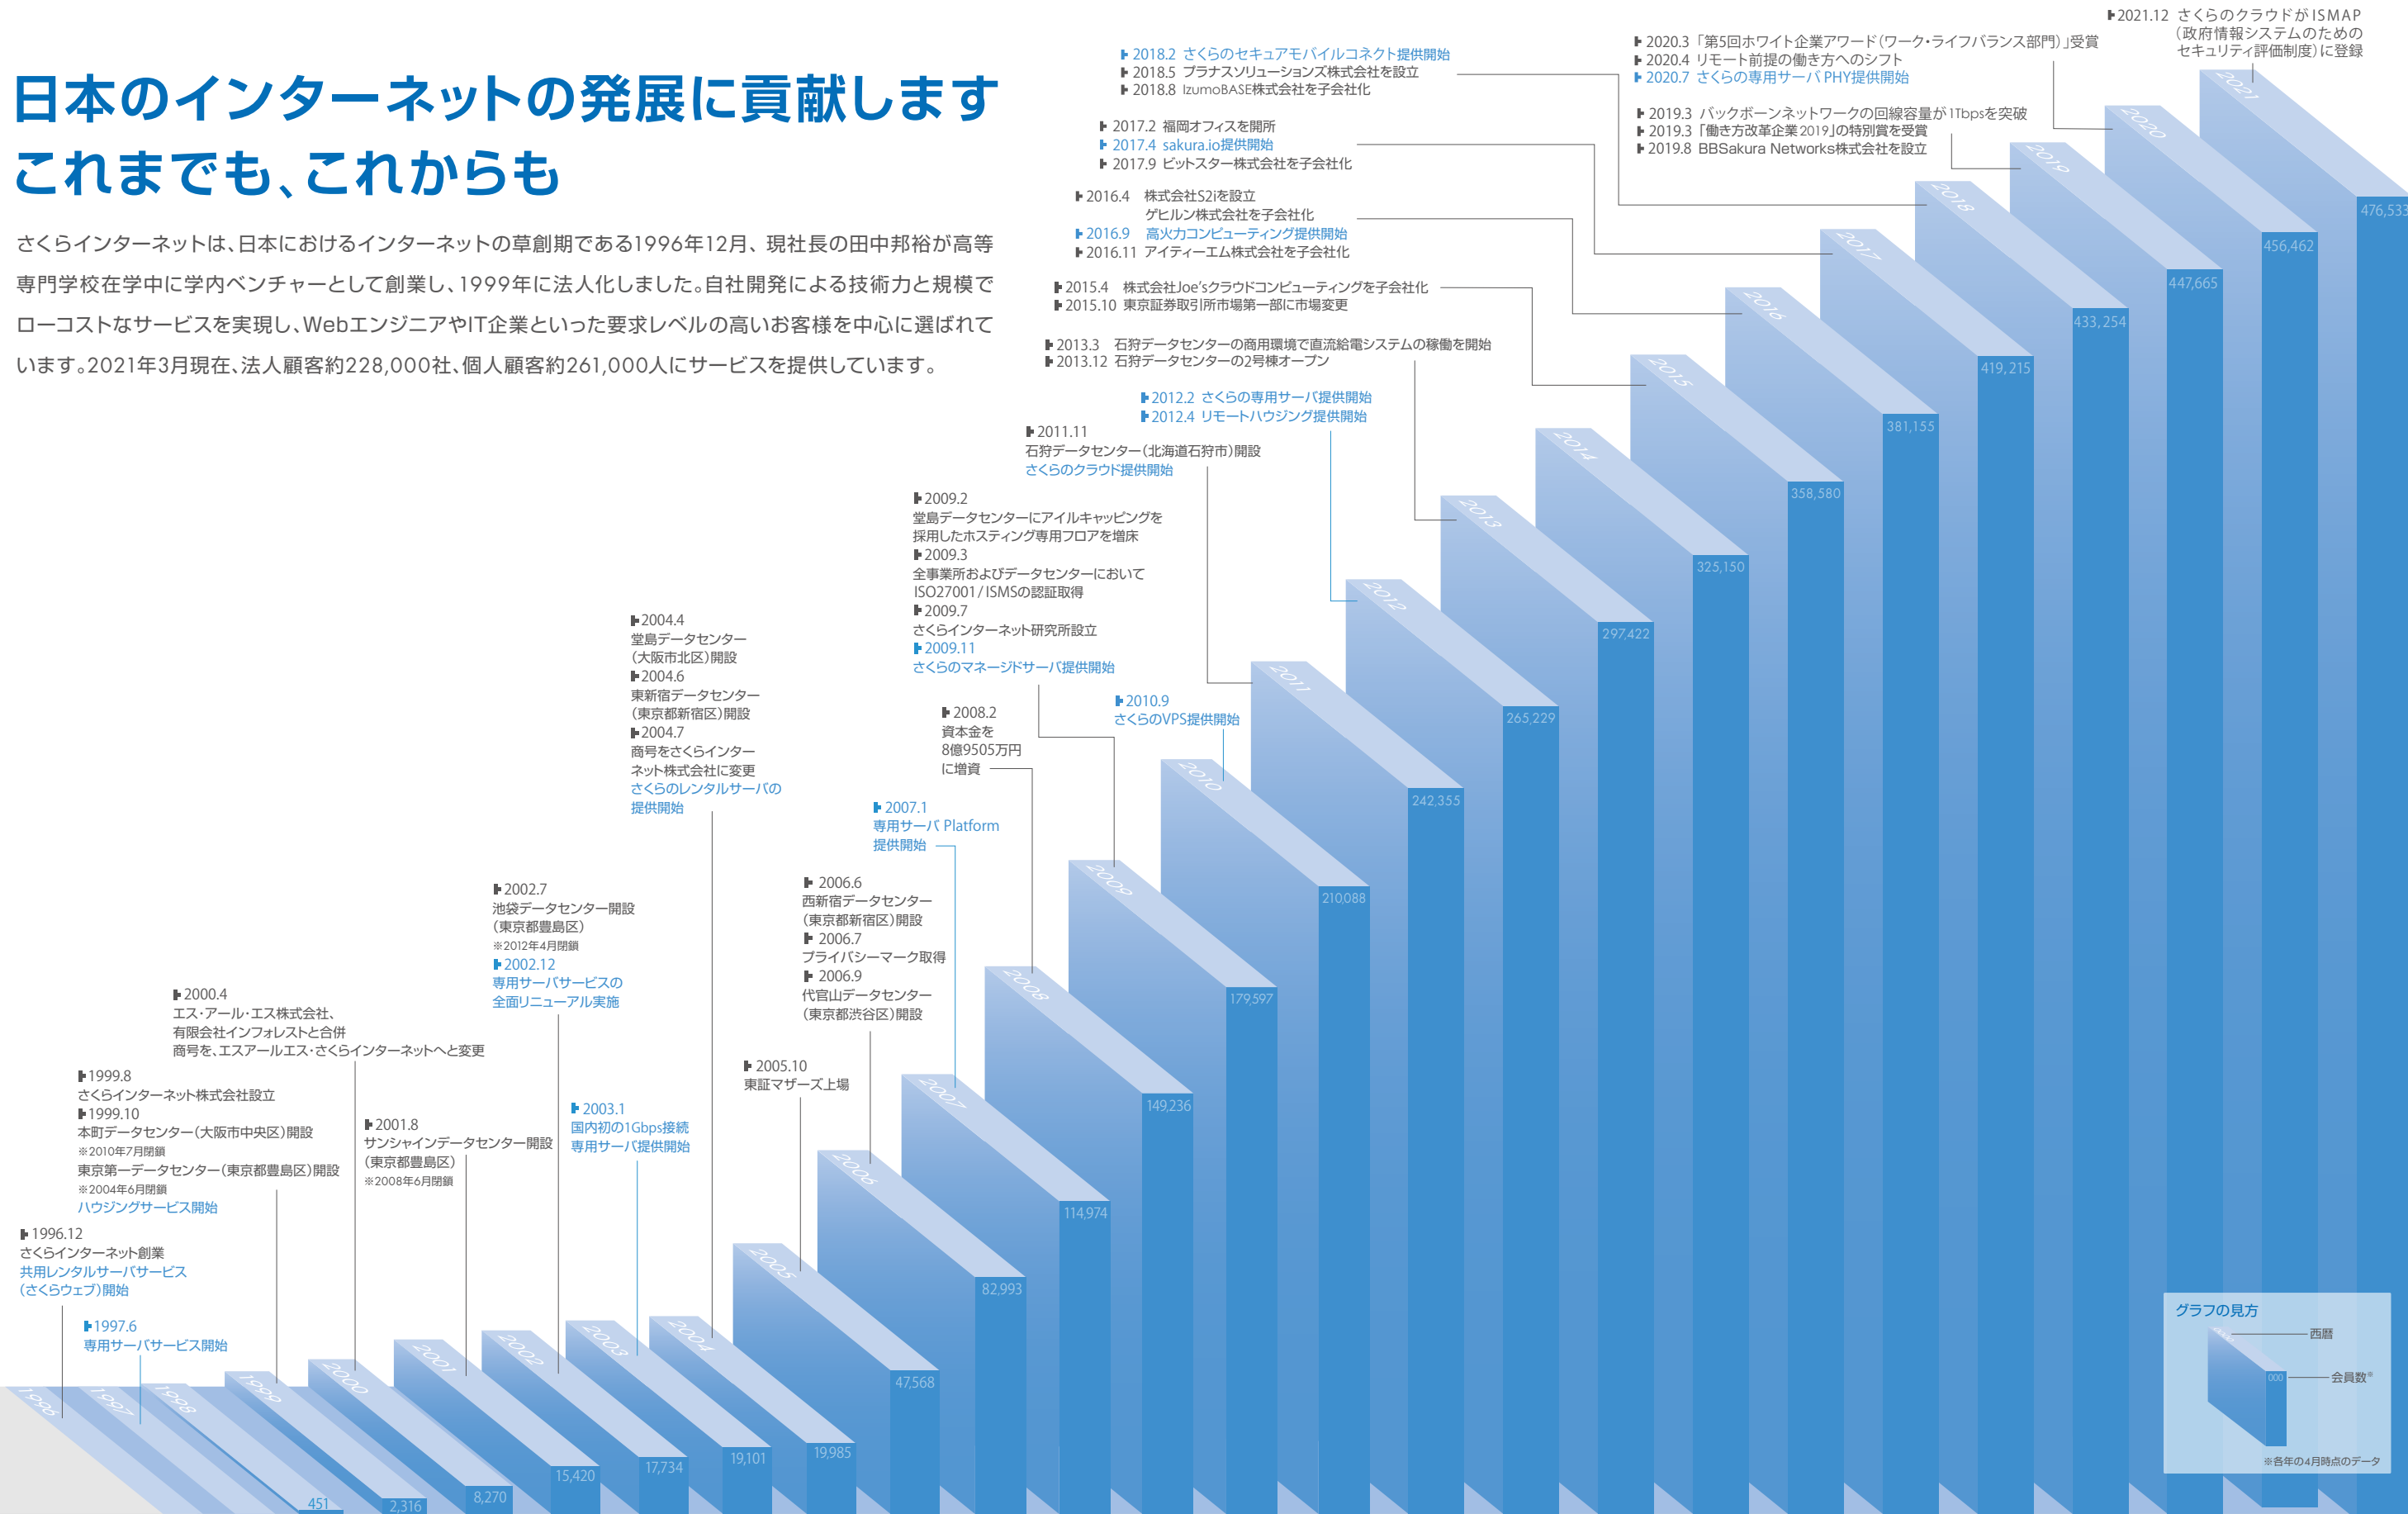 日本のインターネットの発展に貢献します
これまでも、これからも
さくらインターネットは、日本におけるインターネットの草創期である1996年12月、現社長の田中邦裕が高等
専門学校在学中に学内ベンチャーとして創業し、1999年に法人化しました。自社開発による技術力と規模で
ローコストなサービスを実現し、WebエンジニアやIT企業といった要求レベルの高いお客様を中心に選ばれて
います。2021年3月現在、法人顧客約228,000社、個人顧客約261,000人にサービスを提供しています。
1996.12
さくらインターネット創業
共用レンタルサーバサービス
(さくらウェブ)開始
1997.6
専用サーバサービス開始
1999.8
さくらインターネット株式会社設立
1999.10
本町データセンター(大阪市中央区)開設
※2010年7月閉鎖
東京第一データセンター(東京都豊島区)開設
※2004年6月閉鎖
ハウジングサービス開始
2000.4
エス・アール・エス株式会社、
有限会社インフォレストと合併
商号を、エスアールエス・さくらインターネットへと変更
2001.8
サンシャインデータセンター開設
(東京都豊島区)
※2008年6月閉鎖
2002.7
池袋データセンター開設
(東京都豊島区)
※2012年4月閉鎖
2002.12
専用サーバサービスの
全面リニューアル実施
2003.1
国内初の1Gbps接続
専用サーバ提供開始
2004.4
堂島データセンター
(大阪市北区)開設
2004.6
東新宿データセンター
(東京都新宿区)開設
2004.7
商号をさくらインター
ネット株式会社に変更
さくらのレンタルサーバの
提供開始
2005.10
東証マザーズ上場
2006.6
西新宿データセンター
(東京都新宿区)開設
2006.7
プライバシーマーク取得
2006.9
代官山データセンター
(東京都渋谷区)開設
2007.1
専用サーバ Platform
提供開始
2008.2
資本金を
8億9505万円
に増資
2009.2
堂島データセンターにアイルキャッピングを
採用したホスティング専用フロアを増床
2009.3
全事業所およびデータセンターにおいて
ISO27001/ISMSの認証取得
2009.7
さくらインターネット研究所設立
2009.11
さくらのマネージドサーバ提供開始
2010.9
さくらのVPS提供開始
2011.11
石狩データセンター(北海道石狩市)開設
さくらのクラウド提供開始
2012.2 さくらの専用サーバ提供開始
2012.4 リモートハウジング提供開始
2013.3 石狩データセンターの商用環境で直流給電システムの稼働を開始
2013.12 石狩データセンターの2号棟オープン
2015.4 株式会社Joe'sクラウドコンピューティングを子会社化
2015.10 東京証券取引所市場第一部に市場変更
2016.4 株式会社S2iを設立
ゲヒルン株式会社を子会社化
2016.9 高火力コンピューティング提供開始
2016.11 アイティーエム株式会社を子会社化
2017.2 福岡オフィスを開所
2017.4 sakura.io提供開始
2017.9 ビットスター株式会社を子会社化
2018.2 さくらのセキュアモバイルコネクト提供開始
2018.5 プラナスソリューションズ株式会社を設立
2018.8 IzumoBASE株式会社を子会社化
2019.3 バックボーンネットワークの回線容量が1Tbpsを突破
2019.3 「働き方改革企業2019」の特別賞を受賞
2019.8 BBSakura Networks株式会社を設立
2020.3 「第5回ホワイト企業アワード(ワーク・ライフバランス部門)」受賞
2020.4 リモート前提の働き方へのシフト
2020.7 さくらの専用サーバ PHY提供開始
2021.12 さくらのクラウドが ISMAP
(政府情報システムのための
セキュリティ評価制度)に登録
1996
1997
1998
1999
2000
2001
2002
2003
2004
2005
2006
2007
2008
2009
2010
2011
2012
2013
2014
2015
2016
2017
2018
2019
2020
2021
451
2,316
8,270
15,420
17,734
19,101
19,985
47,568
82,993
114,974
149,236
179,597
210,088
242,355
265,229
297,422
325,150
358,580
381,155
419,215
433,254
447,665
456,462
476,533
グラフの見方
西暦
000
会員数※
※各年の4月時点のデータ